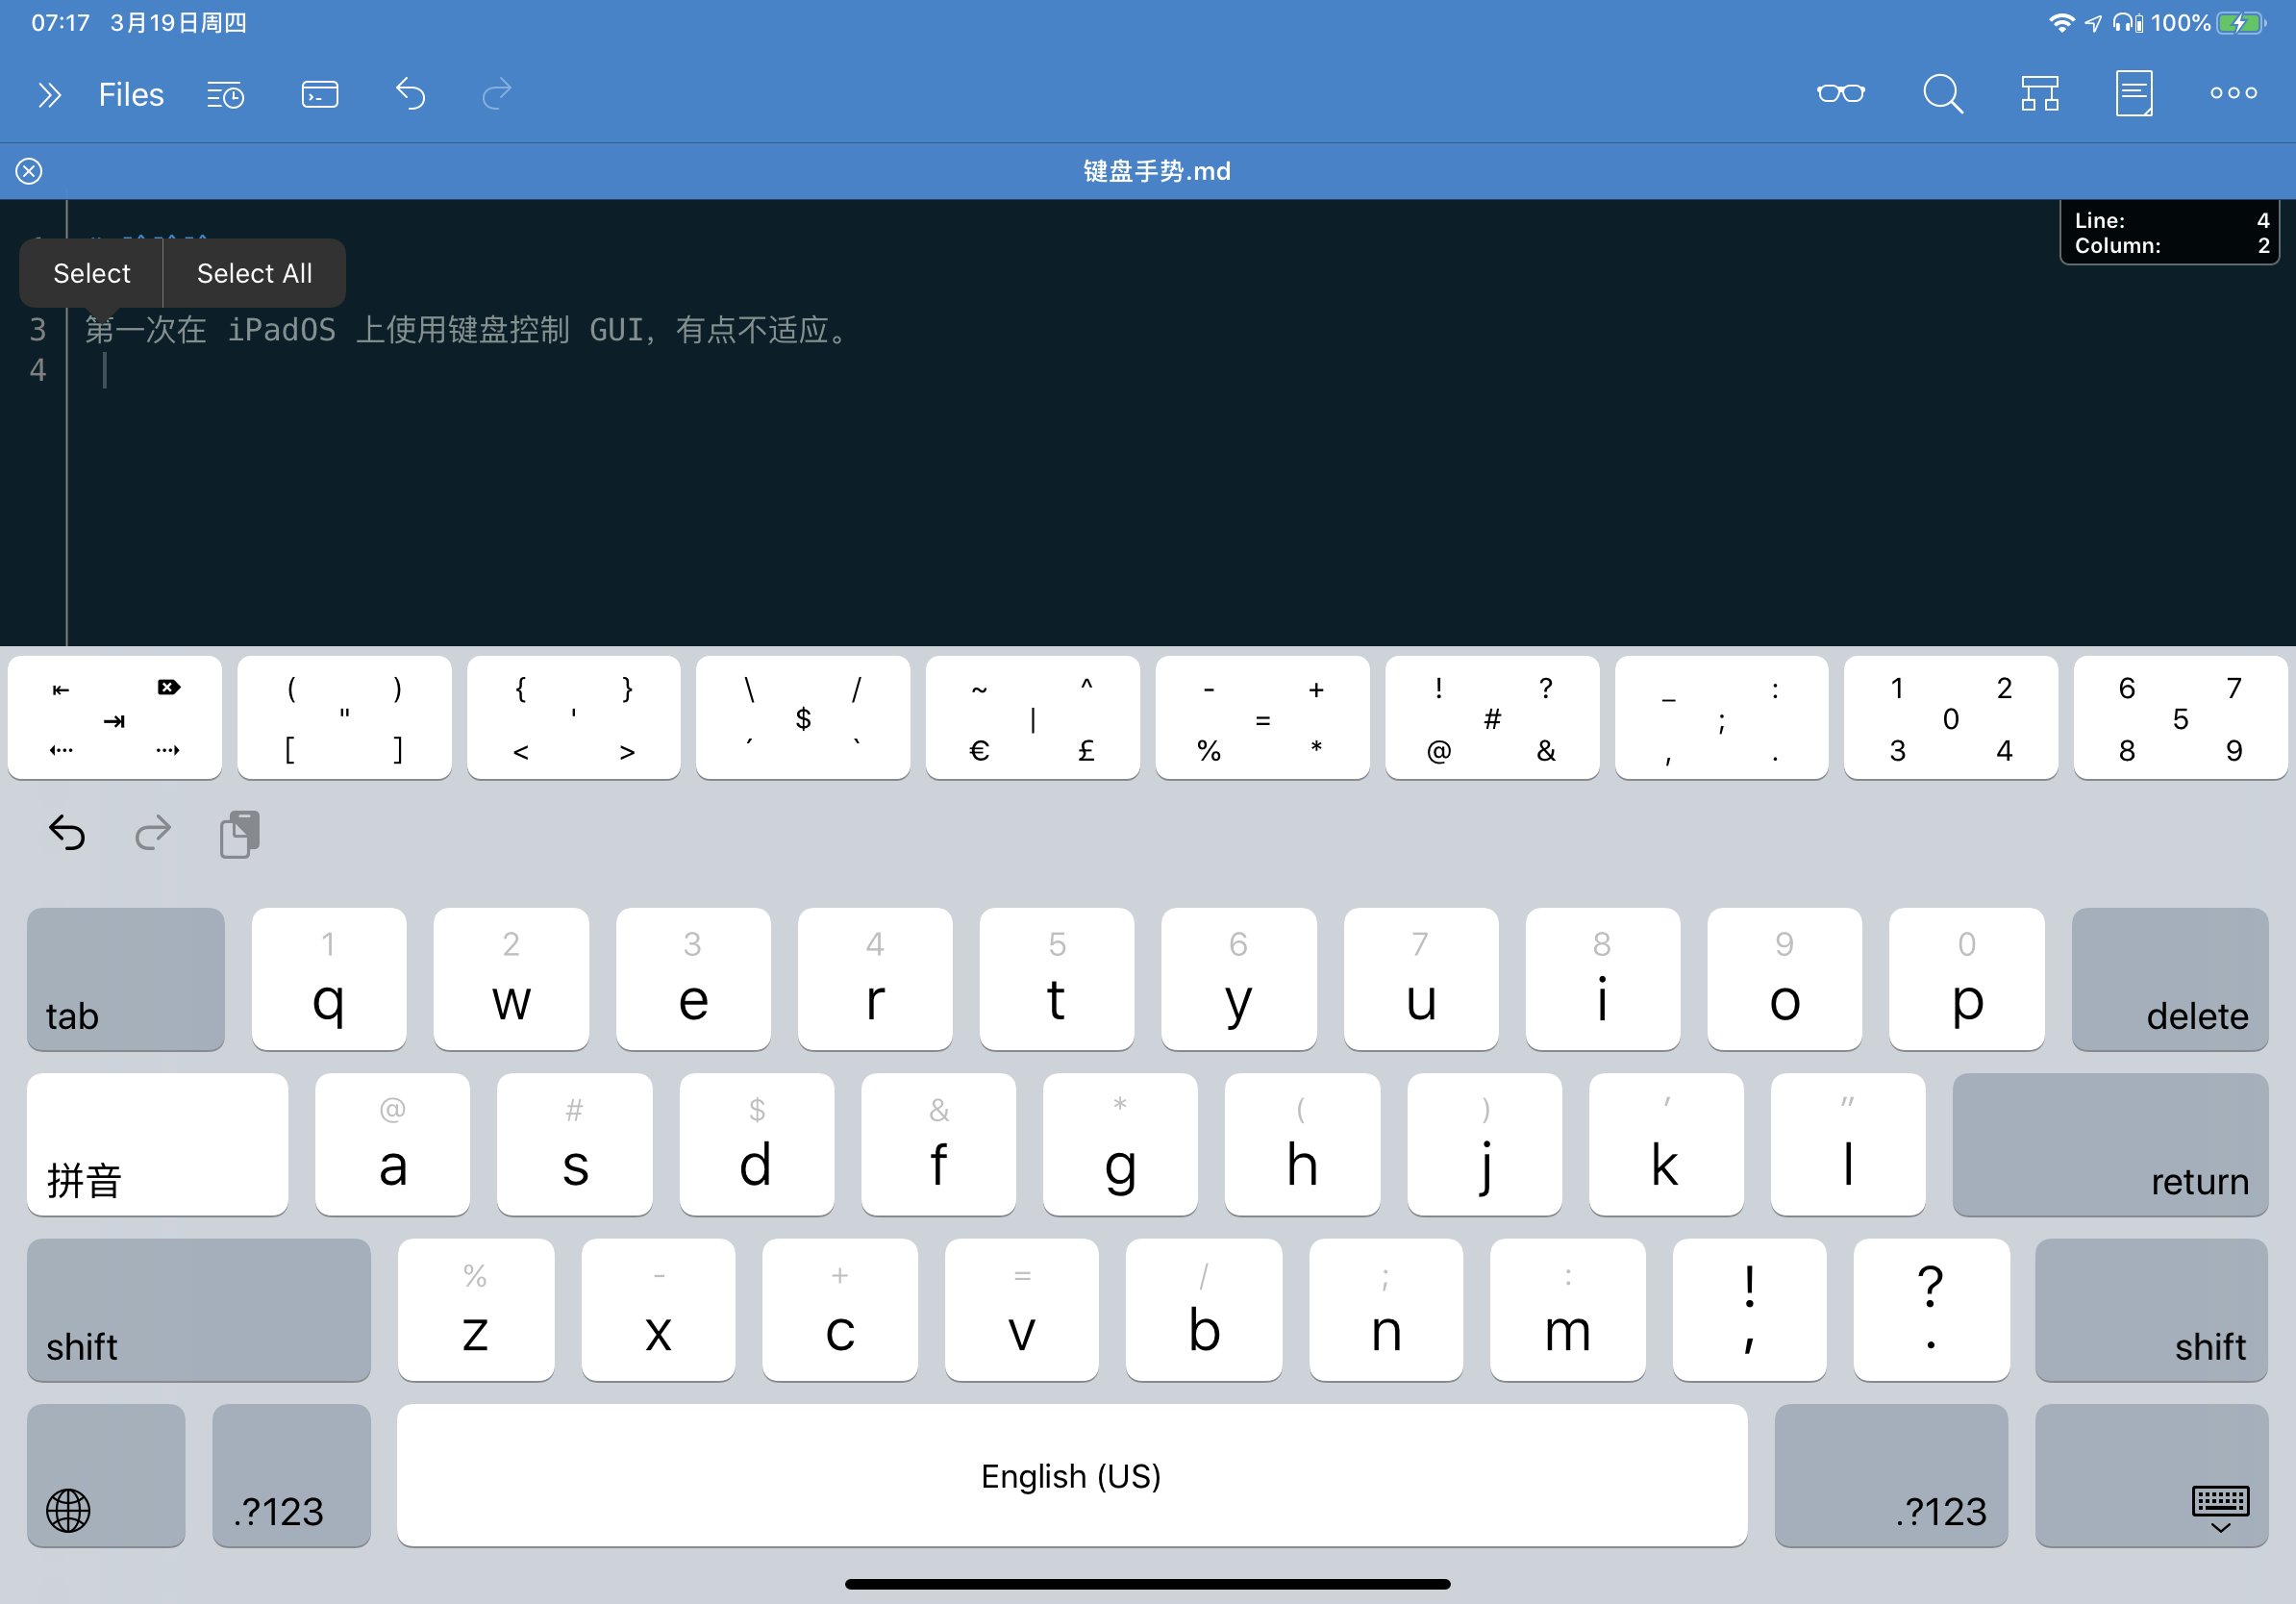 07:17 3月19日周四 100%
Files
键盘手势.md
Line: 4
Column: 2
Select Select All
3 第一次在 iPadOS 上使用键盘控制 GUI，有点不适应。
4
( ) { } \ / ~ ^ - + ! ? _ : 1 2 6 7
" ' $ | = # ; 0 5
[ ] < > ´ ` € £ % * @ & , . 3 4 8 9
1 2 3 4 5 6 7 8 9 0
tab q w e r t y u i o p delete
@ # $ & * ( ) ' "
拼音 a s d f g h j k l return
% - + = / ; : ! ?
shift z x c v b n m , . shift
.?123 English (US) .?123